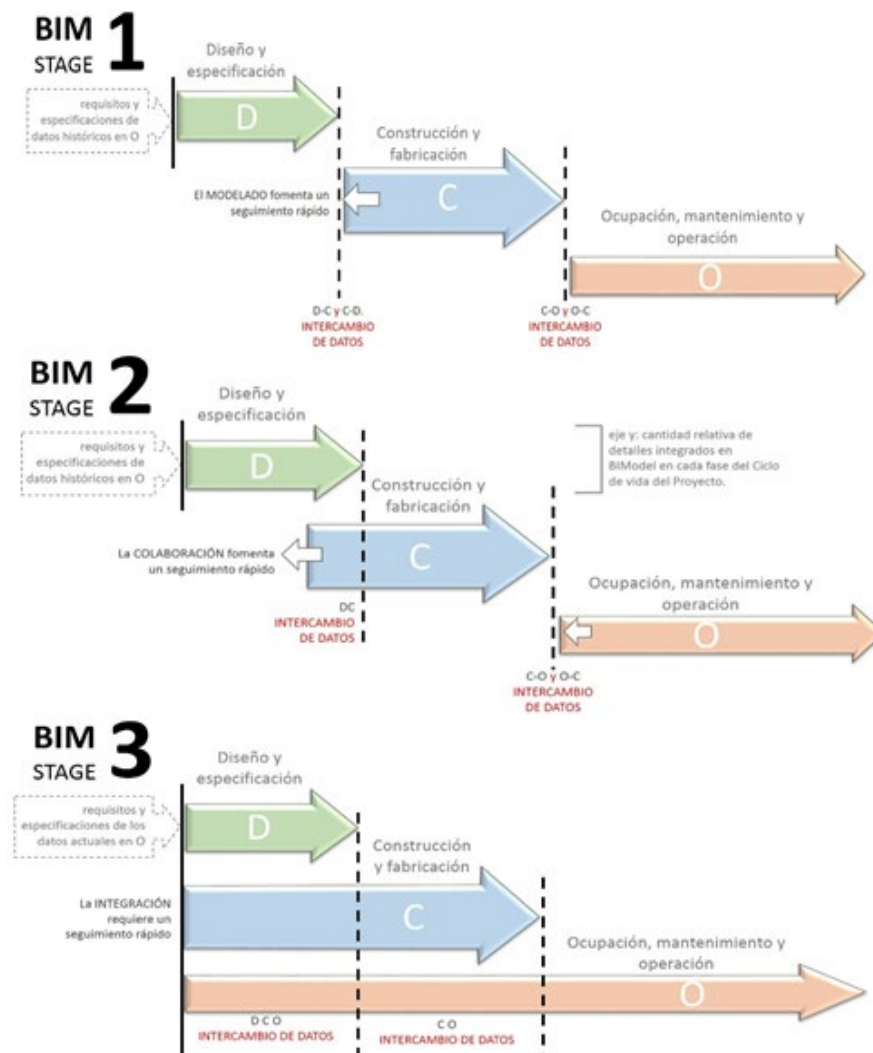 BIM
STAGE 1
Diseño y
especificación
requisitos y
especificaciones de
datos históricos en O
D
Construcción y
fabricación
El MODELADO fomenta un
seguimiento rápido
C
Ocupación, mantenimiento y
operación
O
D-C y C-D.
INTERCAMBIO
DE DATOS
C-O y O-C
INTERCAMBIO
DE DATOS
BIM
STAGE 2
Diseño y
especificación
requisitos y
especificaciones de
datos históricos en O
D
eje y: cantidad relativa de
detalles integrados en
BIModel en cada fase del Ciclo
de vida del Proyecto.
Construcción y
fabricación
La COLABORACIÓN fomenta
un seguimiento rápido
C
Ocupación, mantenimiento y
operación
O
DC
INTERCAMBIO
DE DATOS
C-O y O-C
INTERCAMBIO
DE DATOS
BIM
STAGE 3
Diseño y
especificación
requisitos y
especificaciones de los
datos actuales en O
D
Construcción
y fabricación
La INTEGRACIÓN
requiere un
seguimiento rápido
C
Ocupación, mantenimiento y
operación
O
D C O
INTERCAMBIO DE DATOS
C O
INTERCAMBIO DE DATOS